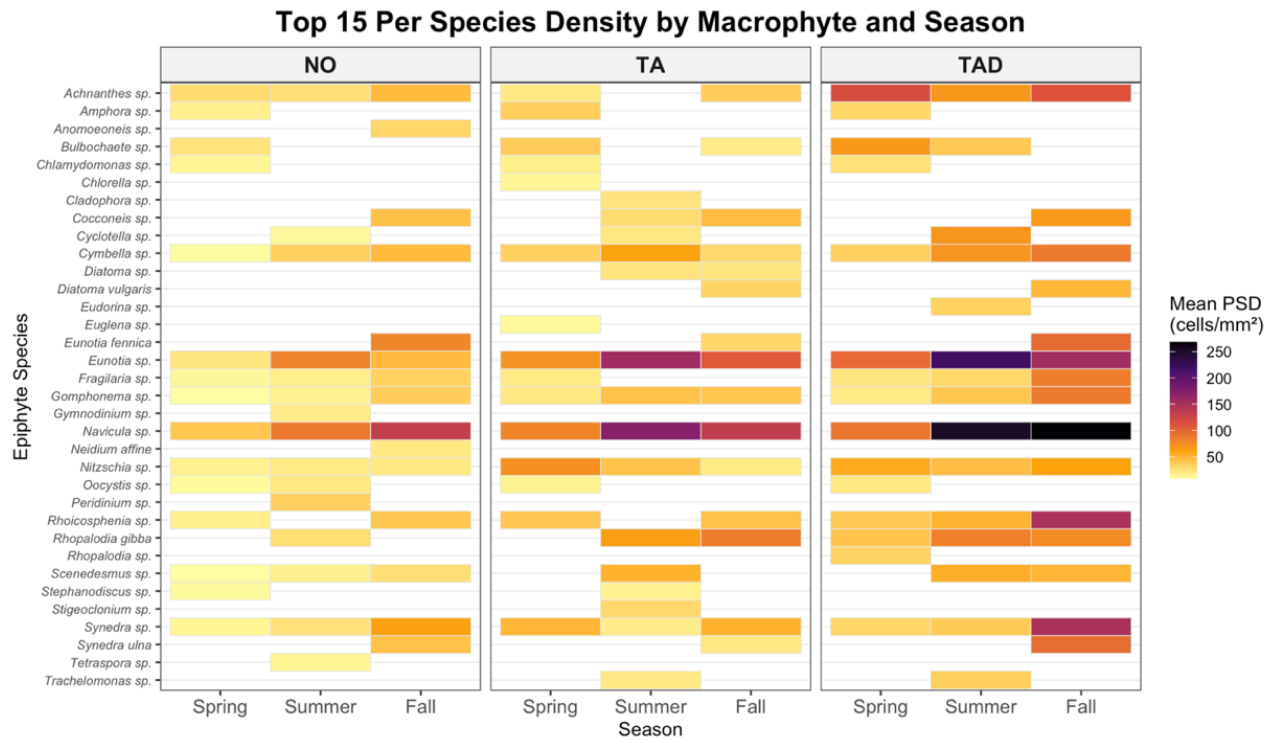 Top 15 Per Species Density by Macrophyte and Season
NO
TA
TAD
Epiphyte Species
Achnanthes sp.
Amphora sp.
Anomoeoneis sp.
Bulbochaete sp.
Chlamydomonas sp.
Chlorella sp.
Cladophora sp.
Cocconeis sp.
Cyclotella sp.
Cymbella sp.
Diatoma sp.
Diatoma vulgaris
Eudorina sp.
Euglena sp.
Eunotia fennica
Eunotia sp.
Fragilaria sp.
Gomphonema sp.
Gymnodinium sp.
Navicula sp.
Neidium affine
Nitzschia sp.
Oocystis sp.
Peridinium sp.
Rhoicosphenia sp.
Rhopalodia gibba
Rhopalodia sp.
Scenedesmus sp.
Stephanodiscus sp.
Stigeoclonium sp.
Synedra sp.
Synedra ulna
Tetraspora sp.
Trachelomonas sp.
Spring Summer Fall
Spring Summer Fall
Spring Summer Fall
Season
Mean PSD
(cells/mm²)
250
200
150
100
50